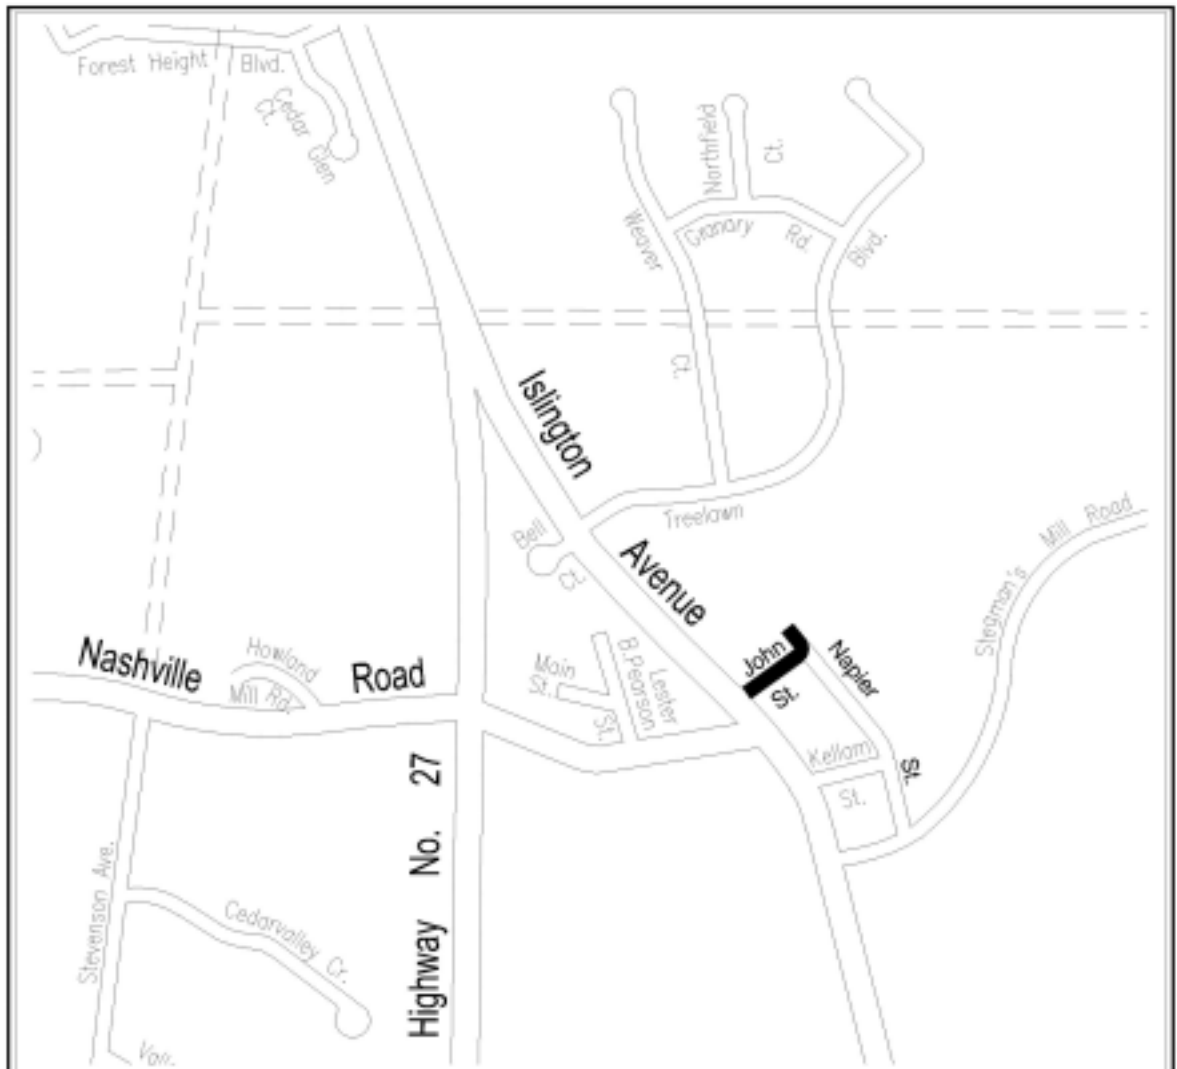 Forest Height Blvd.
Cedar Glen
Ct.
Northfield
Ct.
Weaver
Ct.
Granary Rd.
Blvd.
Treelawn
Islington
Avenue
Bell
Ct.
Stegman's Mill Road
Nashville Road
Howland
Mill Rd.
Main
St.
Lester
B.Pearson
St.
John
St.
Napier
St.
Kellam
St.
Highway No. 27
Stevenson Ave.
Cedarvalley Cr.